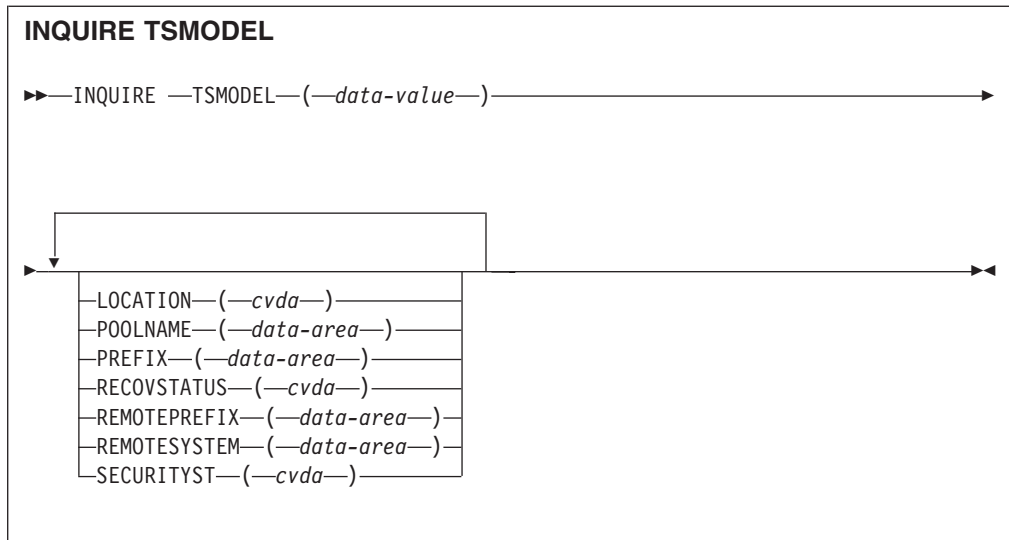 INQUIRE TSMODEL
INQUIRE TSMODEL ( data-value )
LOCATION ( cvda )
POOLNAME ( data-area )
PREFIX ( data-area )
RECOVSTATUS ( cvda )
REMOTEPREFIX ( data-area )
REMOTESYSTEM ( data-area )
SECURITYST ( cvda )